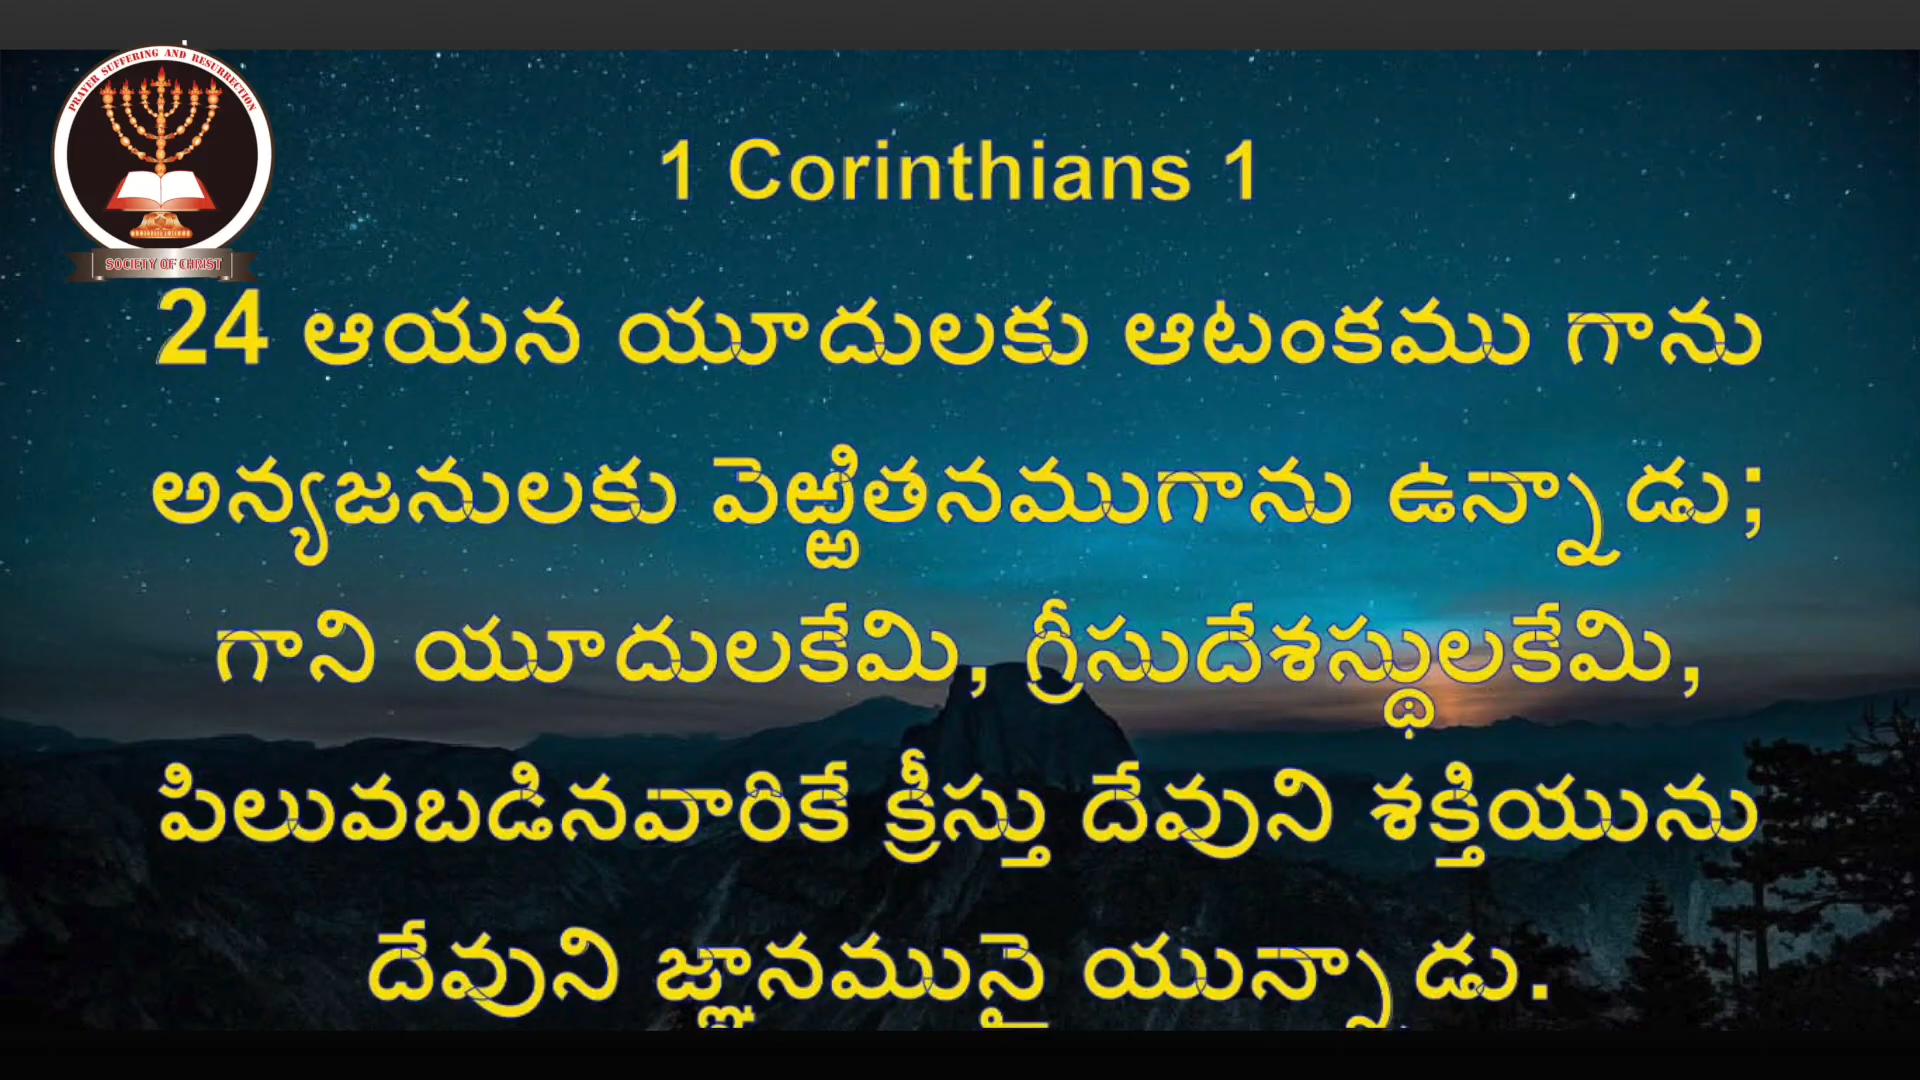 PRAYER SUFFERING AND RESURRECTION
SOCIETY OF CHRIST
1 Corinthians 1
24 ఆయన యూదులకు ఆటంకము గాను
అన్యజనులకు వెఱ్ఱితనముగాను ఉన్నాడు;
గాని యూదులకేమి, గ్రీసుదేశస్థులకేమి,
పిలువబడినవారికే క్రీస్తు దేవుని శక్తియును
దేవుని జ్ఞానమునై యున్నాడు.